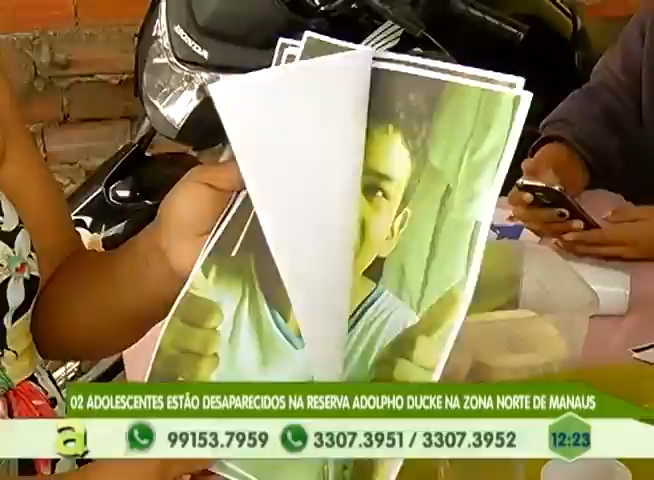 HONDA
02 ADOLESCENTES ESTÃO DESAPARECIDOS NA RESERVA ADOLPHO DUCKE NA ZONA NORTE DE MANAUS
a 99153.7959 3307.3951 / 3307.3952 12:23